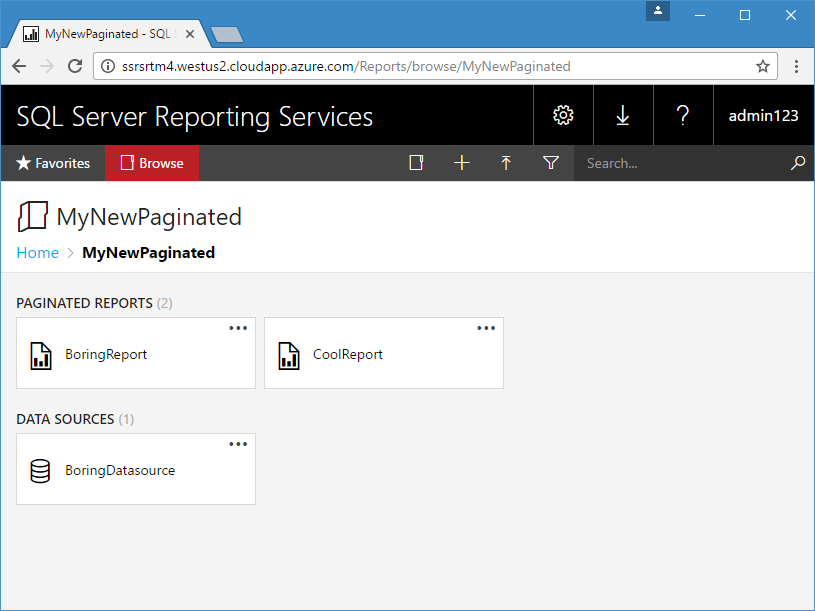 MyNewPaginated - SQL S
ssrsrtm4.westus2.cloudapp.azure.com/Reports/browse/MyNewPaginated
SQL Server Reporting Services
?
admin123
Favorites
Browse
Search...
MyNewPaginated
Home > MyNewPaginated
PAGINATED REPORTS (2)
BoringReport
CoolReport
DATA SOURCES (1)
BoringDatasource